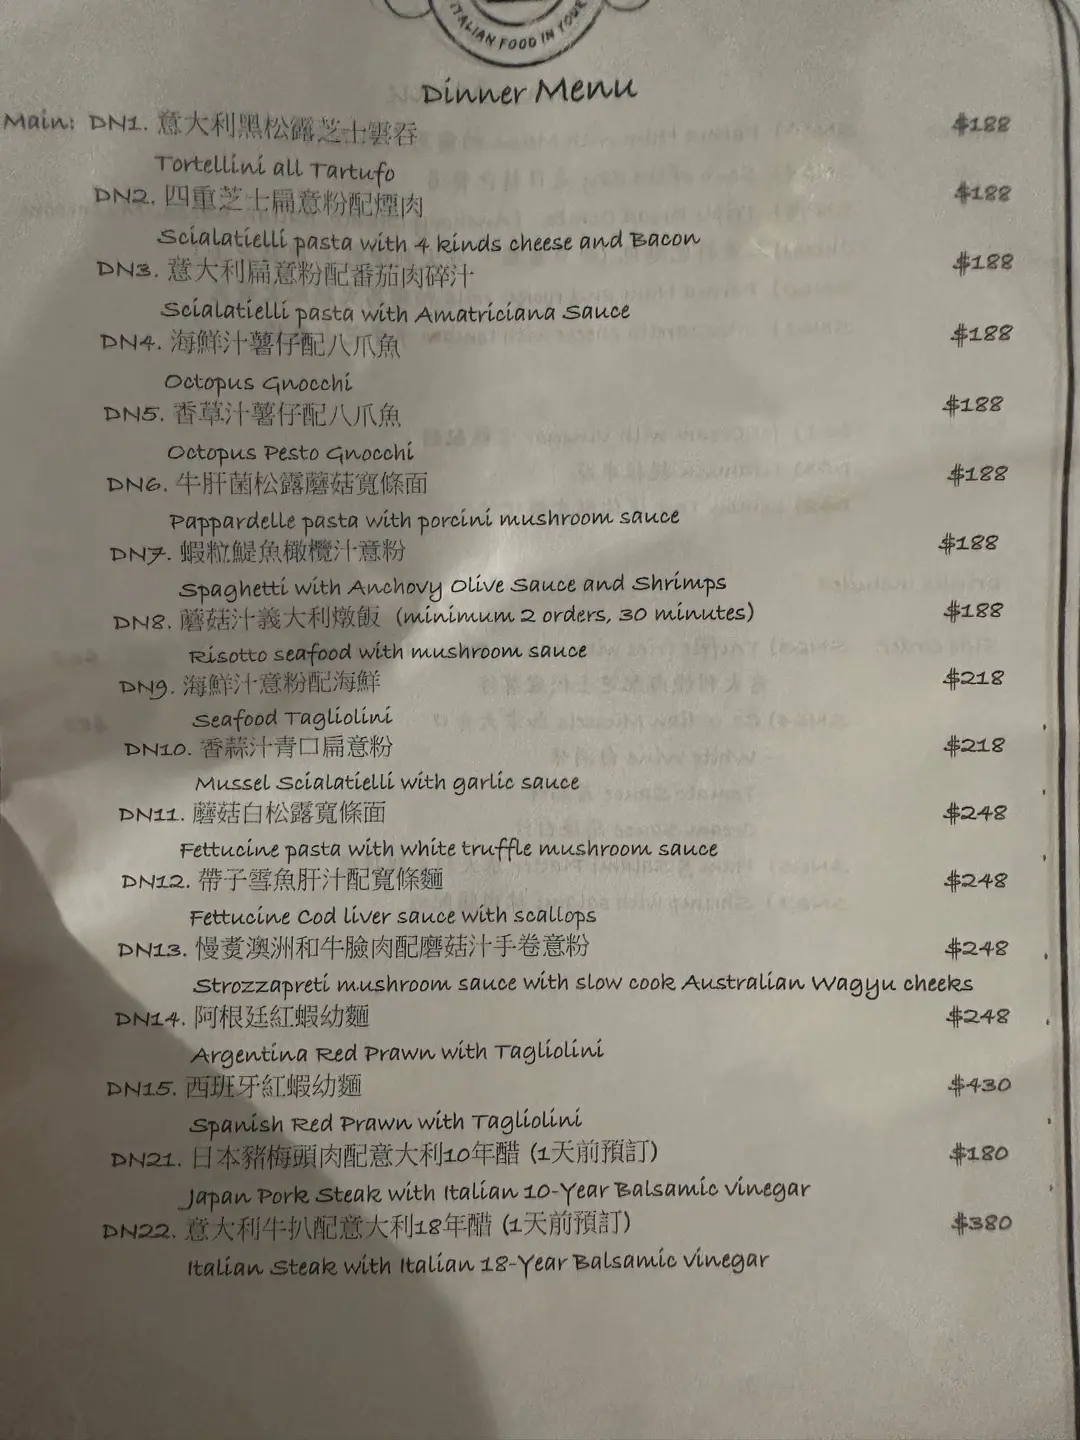 ITALIAN FOOD IN YOUR
Dinner Menu
Main: DN1. 意大利黑松露芝士雲吞 $188
Tortellini all Tartufo
DN2. 四重芝士扁意粉配煙肉 $188
Scialatielli pasta with 4 kinds cheese and Bacon
DN3. 意大利扁意粉配番茄肉碎汁 $188
Scialatielli pasta with Amatriciana Sauce
DN4. 海鮮汁薯仔配八爪魚 $188
Octopus Gnocchi
DN5. 香草汁薯仔配八爪魚 $188
Octopus Pesto Gnocchi
DN6. 牛肝菌松露蘑菇寬條面 $188
Pappardelle pasta with porcini mushroom sauce
DN7. 蝦粒鯷魚橄欖汁意粉 $188
Spaghetti with Anchovy Olive Sauce and Shrimps
DN8. 蘑菇汁義大利燉飯 (minimum 2 orders, 30 minutes) $188
Risotto seafood with mushroom sauce
DN9. 海鮮汁意粉配海鮮 $218
Seafood Tagliolini
DN10. 香蒜汁青口扁意粉 $218
Mussel Scialatielli with garlic sauce
DN11. 蘑菇白松露寬條面 $248
Fettucine pasta with white truffle mushroom sauce
DN12. 帶子雪魚肝汁配寬條麵 $248
Fettucine Cod liver sauce with scallops
DN13. 慢煑澳洲和牛臉肉配蘑菇汁手卷意粉 $248
Strozzapreti mushroom sauce with slow cook Australian Wagyu cheeks
DN14. 阿根廷紅蝦幼麵 $248
Argentina Red Prawn with Tagliolini
DN15. 西班牙紅蝦幼麵 $430
Spanish Red Prawn with Tagliolini
DN21. 日本豬梅頭肉配意大利10年醋 (1天前預訂) $180
Japan Pork Steak with Italian 10-Year Balsamic vinegar
DN22. 意大利牛扒配意大利18年醋 (1天前預訂) $380
Italian Steak with Italian 18-Year Balsamic vinegar